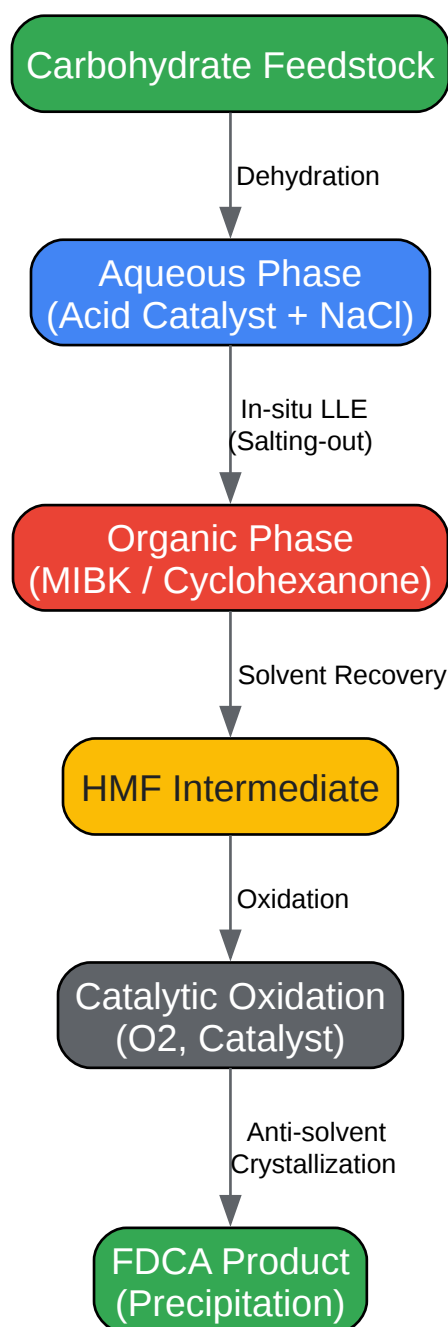 Carbohydrate Feedstock
Dehydration
Aqueous Phase
(Acid Catalyst + NaCl)
In-situ LLE
(Salting-out)
Organic Phase
(MIBK / Cyclohexanone)
Solvent Recovery
HMF Intermediate
Oxidation
Catalytic Oxidation
(O2, Catalyst)
Anti-solvent
Crystallization
FDCA Product
(Precipitation)